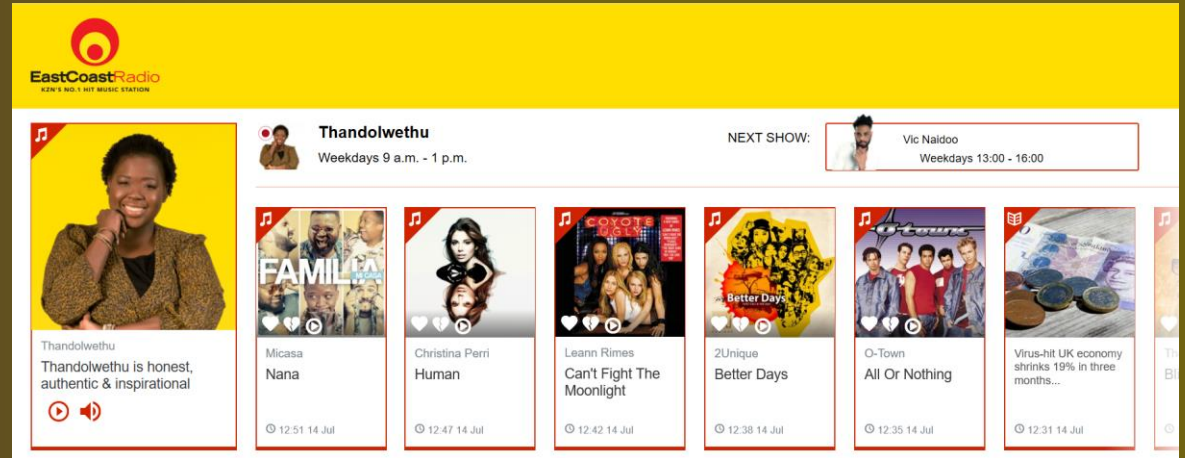 EastCoastRadio
KZN'S NO.1 HIT MUSIC STATION
Thandolwethu
Weekdays 9 a.m. - 1 p.m.
NEXT SHOW:
Vic Naidoo
Weekdays 13:00 - 16:00
Thandolwethu
Thandolwethu is honest,
authentic & inspirational
FAMILIA
MI CASA
Micasa
Nana
12:51 14 Jul
Christina Perri
Human
12:47 14 Jul
COYOTE
UGLY
Leann Rimes
Can't Fight The
Moonlight
12:42 14 Jul
Better Days
2Unique
Better Days
12:38 14 Jul
O-Town
O-Town
All Or Nothing
12:35 14 Jul
Virus-hit UK economy
shrinks 19% in three
months...
12:31 14 Jul